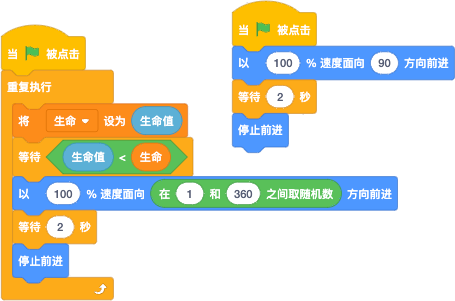 当 被点击
重复执行
将 生命 设为 生命值
等待 生命值 < 生命
以 100 % 速度面向 在 1 和 360 之间取随机数 方向前进
等待 2 秒
停止前进
当 被点击
以 100 % 速度面向 90 方向前进
等待 2 秒
停止前进